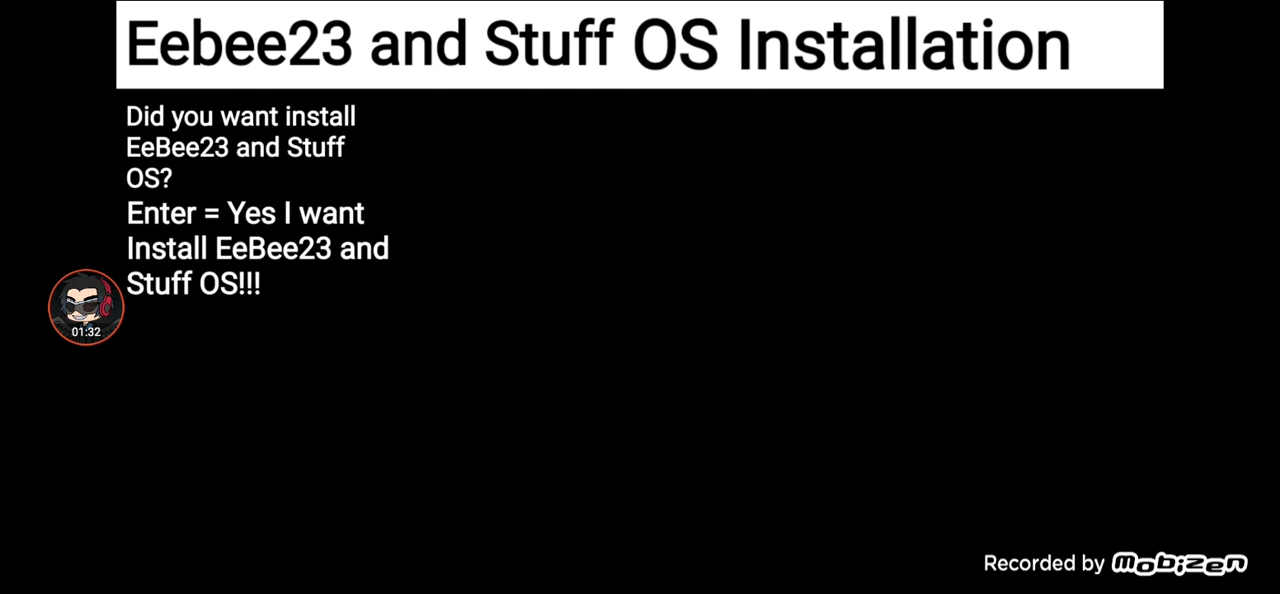 Eebee23 and Stuff OS Installation
Did you want install
EeBee23 and Stuff
OS?
Enter = Yes I want
Install EeBee23 and
Stuff OS!!!
01:32
Recorded by Mobizen